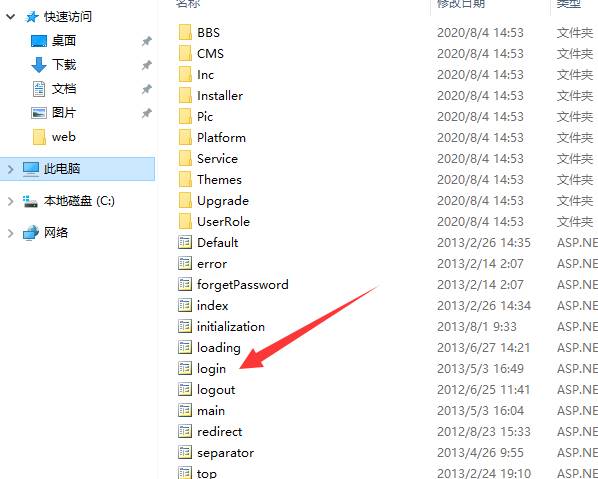 快速访问
桌面
下载
文档
图片
web
此电脑
本地磁盘 (C:)
网络
名称 修改日期 类型
BBS 2020/8/4 14:53 文件夹
CMS 2020/8/4 14:53 文件夹
Inc 2020/8/4 14:53 文件夹
Installer 2020/8/4 14:53 文件夹
Pic 2020/8/4 14:53 文件夹
Platform 2020/8/4 14:53 文件夹
Service 2020/8/4 14:53 文件夹
Themes 2020/8/4 14:53 文件夹
Upgrade 2020/8/4 14:53 文件夹
UserRole 2020/8/4 14:53 文件夹
Default 2013/2/26 14:35 ASP.NE
error 2013/2/14 2:07 ASP.NE
forgetPassword 2013/2/14 2:07 ASP.NE
index 2013/2/26 14:34 ASP.NE
initialization 2013/8/1 9:33 ASP.NE
loading 2013/6/27 14:21 ASP.NE
login 2013/5/3 16:49 ASP.NE
logout 2012/6/25 11:41 ASP.NE
main 2013/5/3 16:04 ASP.NE
redirect 2012/8/23 15:33 ASP.NE
separator 2013/4/26 9:55 ASP.NE
top 2013/2/24 19:10 ASP.NE